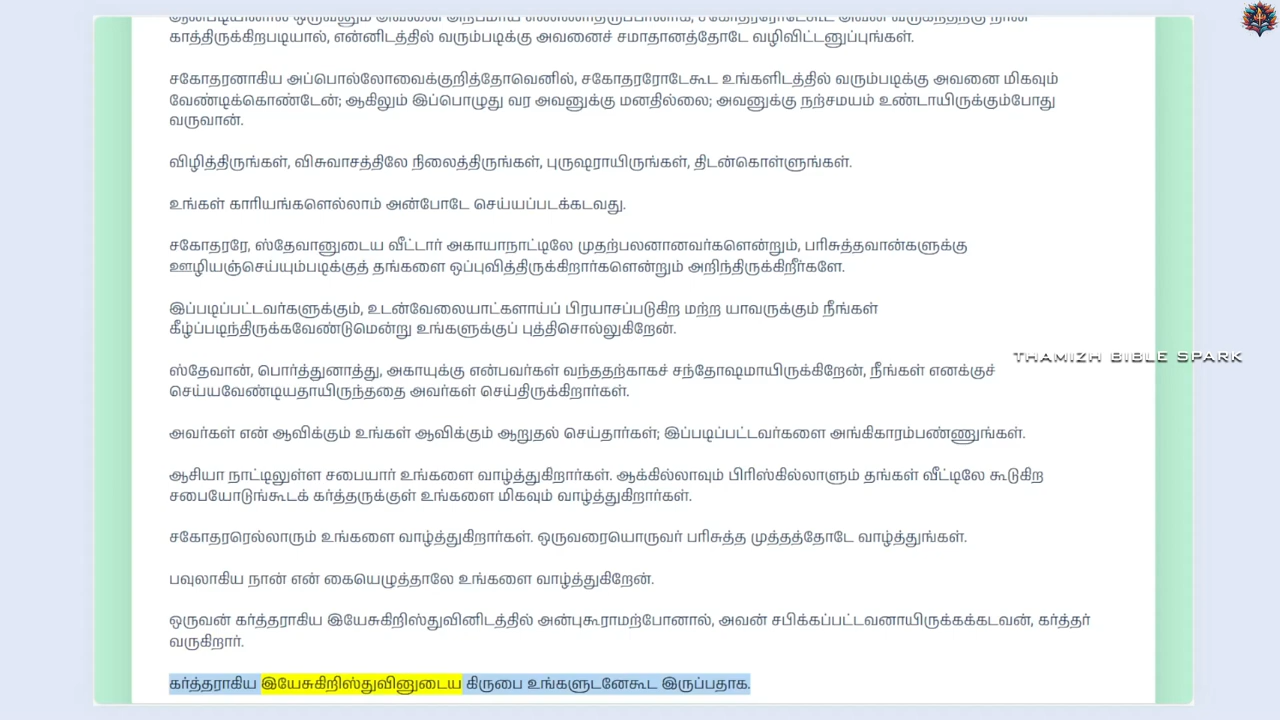 காத்திருக்கிறபடியால், என்னிடத்தில் வரும்படிக்கு அவனைச் சமாதானத்தோடே வழிவிட்டனுப்புங்கள்.
சகோதரனாகிய அப்பொல்லோவைக்குறித்தோவெனில், சகோதரரோடேகூட உங்களிடத்தில் வரும்படிக்கு அவனை மிகவும்
வேண்டிக்கொண்டேன்; ஆகிலும் இப்பொழுது வர அவனுக்கு மனதில்லை; அவனுக்கு நற்சமயம் உண்டாயிருக்கும்போது
வருவான்.
விழித்திருங்கள், விசுவாசத்திலே நிலைத்திருங்கள், புருஷராயிருங்கள், திடன்கொள்ளுங்கள்.
உங்கள் காரியங்களெல்லாம் அன்போடே செய்யப்படக்கடவது.
சகோதரரே, ஸ்தேவானுடைய வீட்டார் அகாயாநாட்டிலே முதற்பலனானவர்களென்றும், பரிசுத்தவான்களுக்கு
ஊழியஞ்செய்யும்படிக்குத் தங்களை ஒப்புவித்திருக்கிறார்களென்றும் அறிந்திருக்கிறீர்களே.
இப்படிப்பட்டவர்களுக்கும், உடன்வேலையாட்களாய்ப் பிரயாசப்படுகிற மற்ற யாவருக்கும் நீங்கள்
கீழ்ப்படிந்திருக்கவேண்டுமென்று உங்களுக்குப் புத்திசொல்லுகிறேன்.
THAMIZH BIBLE SPARK
ஸ்தேவான், பொர்த்துனாத்து, அகாயுக்கு என்பவர்கள் வந்ததற்காகச் சந்தோஷமாயிருக்கிறேன், நீங்கள் எனக்குச்
செய்யவேண்டியதாயிருந்ததை அவர்கள் செய்திருக்கிறார்கள்.
அவர்கள் என் ஆவிக்கும் உங்கள் ஆவிக்கும் ஆறுதல் செய்தார்கள்; இப்படிப்பட்டவர்களை அங்கிகாரம்பண்ணுங்கள்.
ஆசியா நாட்டிலுள்ள சபையார் உங்களை வாழ்த்துகிறார்கள். ஆக்கில்லாவும் பிரிஸ்கில்லாளும் தங்கள் வீட்டிலே கூடுகிற
சபையோடுங்கூடக் கர்த்தருக்குள் உங்களை மிகவும் வாழ்த்துகிறார்கள்.
சகோதரரெல்லாரும் உங்களை வாழ்த்துகிறார்கள். ஒருவரையொருவர் பரிசுத்த முத்தத்தோடே வாழ்த்துங்கள்.
பவுலாகிய நான் என் கையெழுத்தாலே உங்களை வாழ்த்துகிறேன்.
ஒருவன் கர்த்தராகிய இயேசுகிறிஸ்துவினிடத்தில் அன்புகூராமற்போனால், அவன் சபிக்கப்பட்டவனாயிருக்கக்கடவன், கர்த்தர்
வருகிறார்.
கர்த்தராகிய இயேசுகிறிஸ்துவினுடைய கிருபை உங்களுடனேகூட இருப்பதாக.